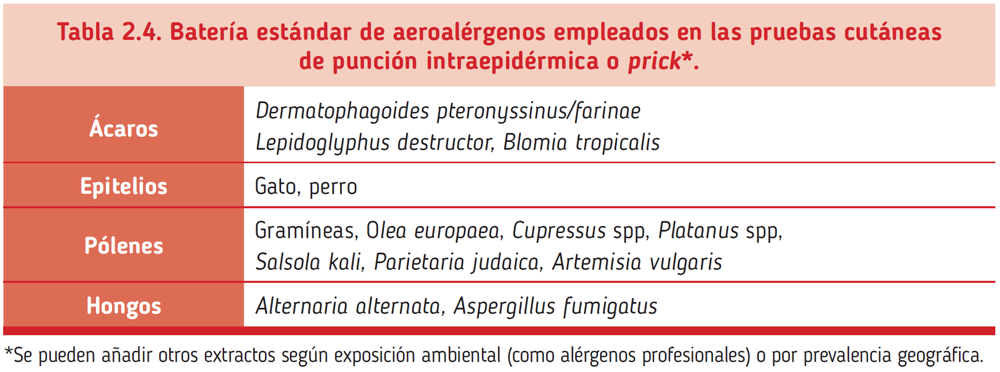 Tabla 2.4. Batería estándar de aeroalérgenos empleados en las pruebas cutáneas
de punción intraepidérmica o prick*.
Ácaros
Dermatophagoides pteronyssinus/farinae
Lepidoglyphus destructor, Blomia tropicalis
Epitelios
Gato, perro
Pólenes
Gramíneas, Olea europaea, Cupressus spp, Platanus spp,
Salsola kali, Parietaria judaica, Artemisia vulgaris
Hongos
Alternaria alternata, Aspergillus fumigatus
*Se pueden añadir otros extractos según exposición ambiental (como alérgenos profesionales) o por prevalencia geográfica.